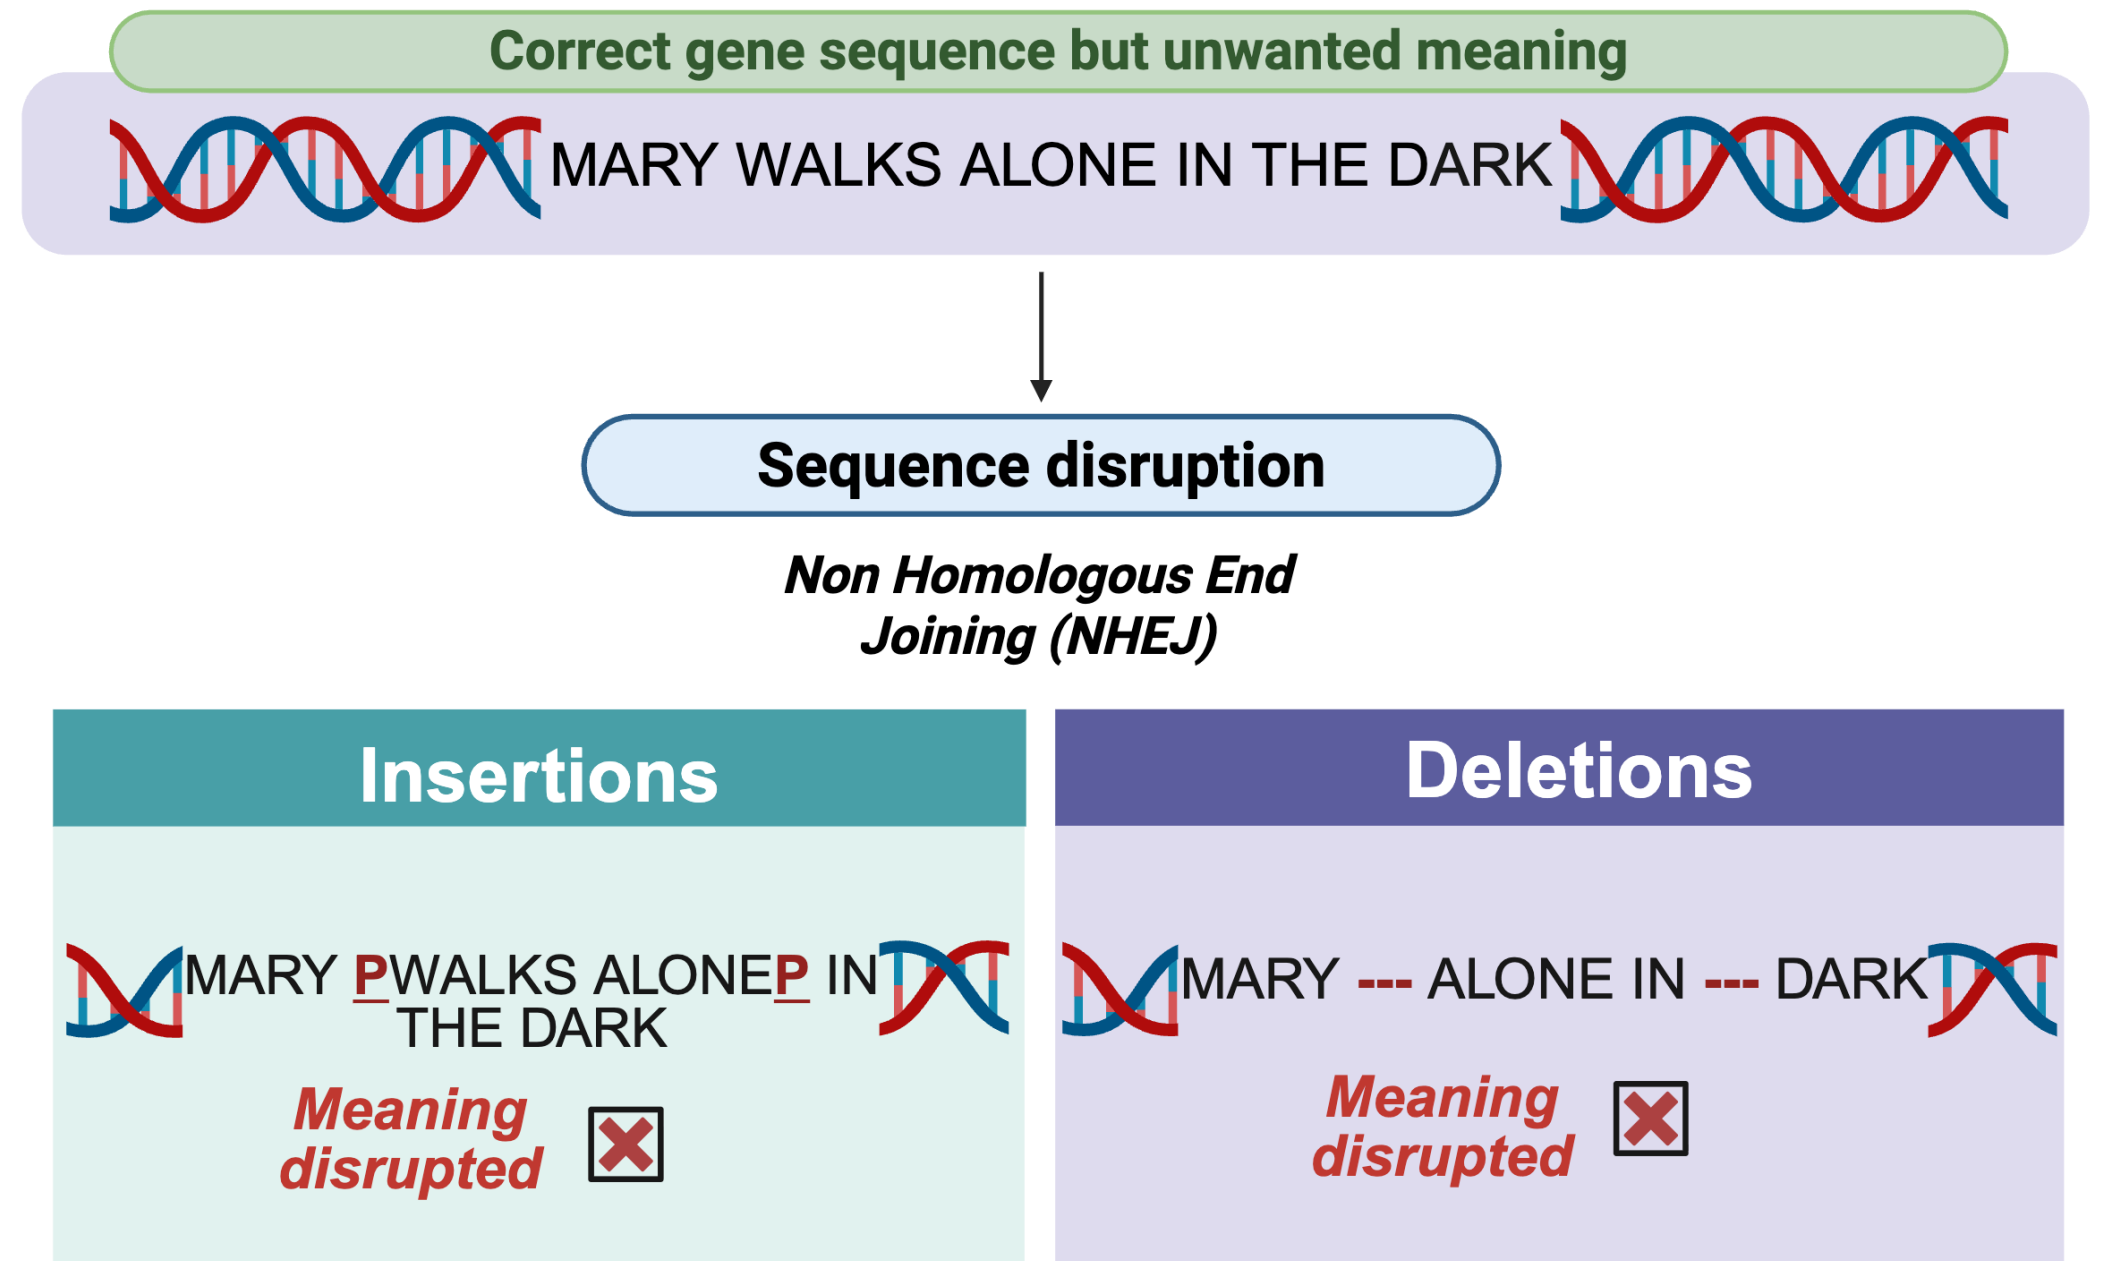 Correct gene sequence but unwanted meaning
MARY WALKS ALONE IN THE DARK
Sequence disruption
Non Homologous End
Joining (NHEJ)
Insertions
MARY PWALKS ALONEP IN
THE DARK
Meaning
disrupted
Deletions
MARY --- ALONE IN --- DARK
Meaning
disrupted